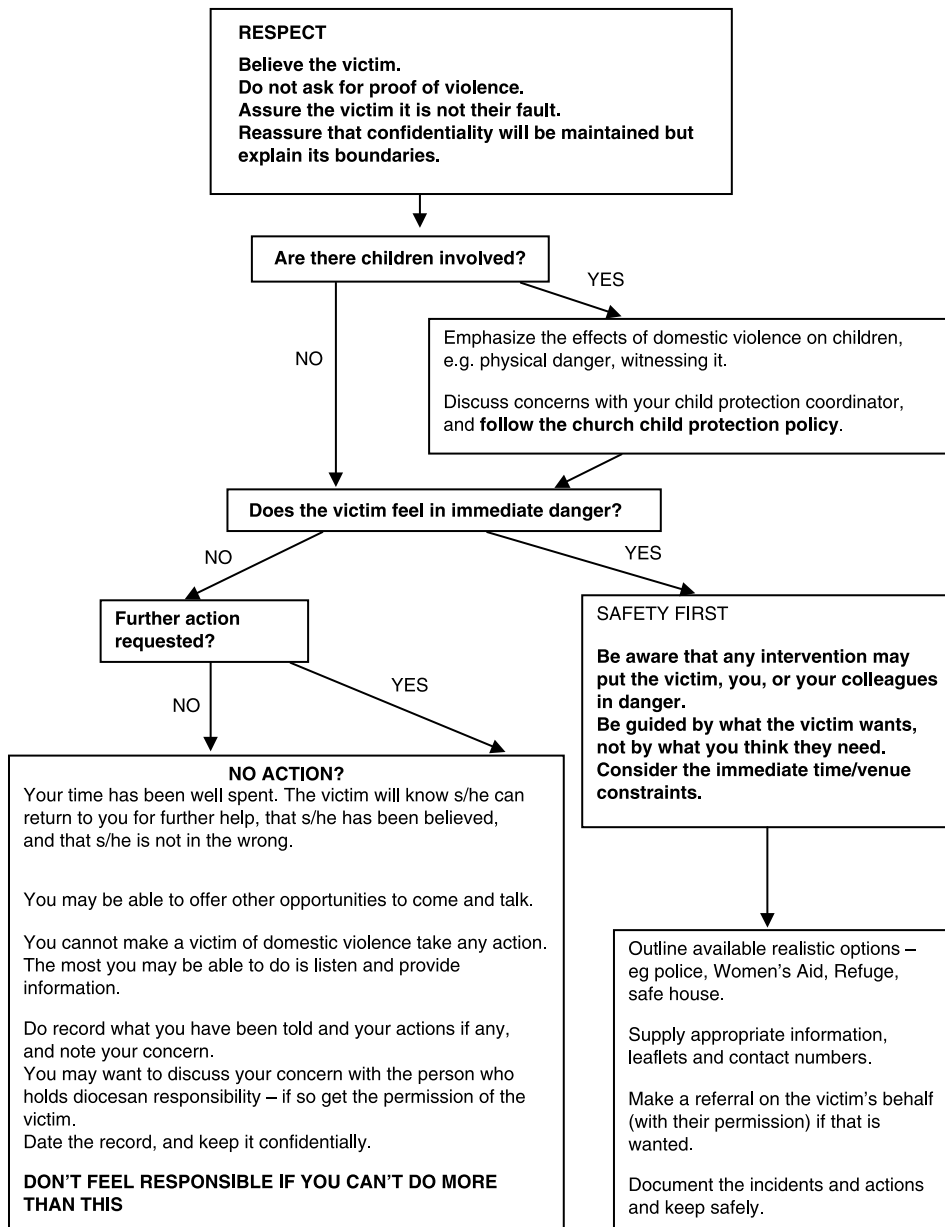 RESPECT
Believe the victim.
Do not ask for proof of violence.
Assure the victim it is not their fault.
Reassure that confidentiality will be maintained but
explain its boundaries.
Are there children involved?
YES
NO
Emphasize the effects of domestic violence on children,
e.g. physical danger, witnessing it.
Discuss concerns with your child protection coordinator,
and follow the church child protection policy.
Does the victim feel in immediate danger?
NO
YES
Further action
requested?
NO
YES
SAFETY FIRST
Be aware that any intervention may
put the victim, you, or your colleagues
in danger.
Be guided by what the victim wants,
not by what you think they need.
Consider the immediate time/venue
constraints.
NO ACTION?
Your time has been well spent. The victim will know s/he can
return to you for further help, that s/he has been believed,
and that s/he is not in the wrong.
You may be able to offer other opportunities to come and talk.
You cannot make a victim of domestic violence take any action.
The most you may be able to do is listen and provide
information.
Do record what you have been told and your actions if any,
and note your concern.
You may want to discuss your concern with the person who
holds diocesan responsibility – if so get the permission of the
victim.
Date the record, and keep it confidentially.
DON'T FEEL RESPONSIBLE IF YOU CAN'T DO MORE
THAN THIS
Outline available realistic options –
eg police, Women's Aid, Refuge,
safe house.
Supply appropriate information,
leaflets and contact numbers.
Make a referral on the victim's behalf
(with their permission) if that is
wanted.
Document the incidents and actions
and keep safely.